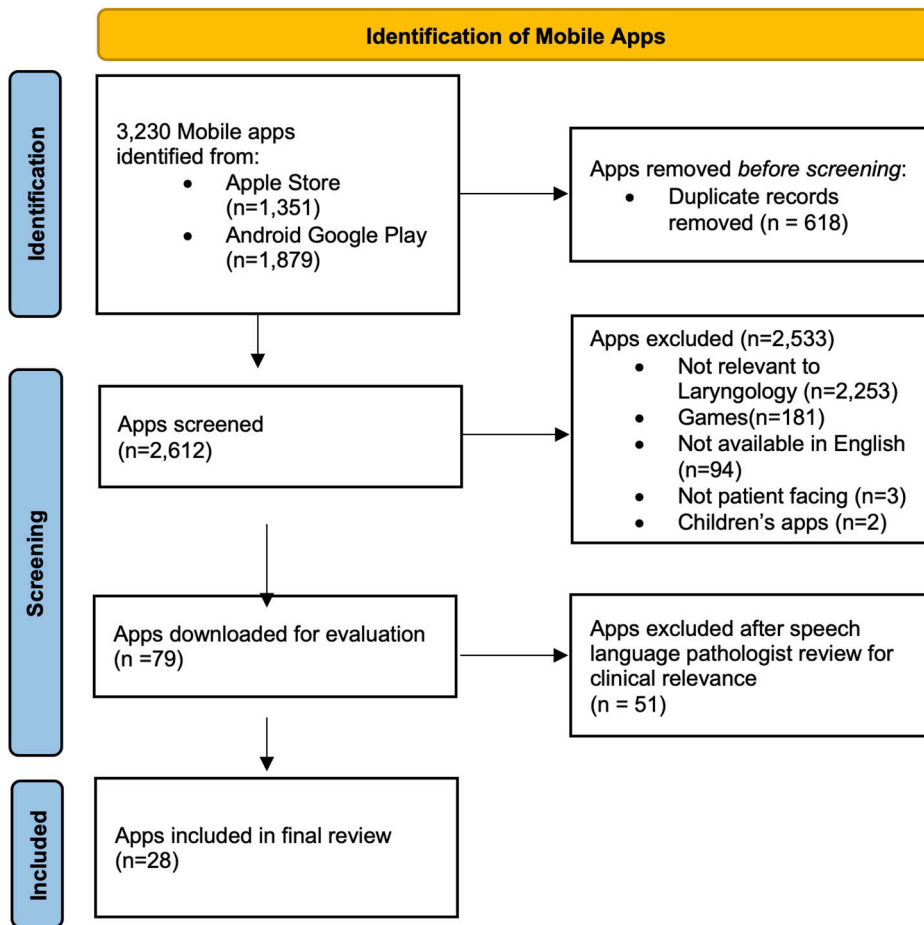 Identification of Mobile Apps
Identification
3,230 Mobile apps
identified from:
• Apple Store
(n=1,351)
• Android Google Play
(n=1,879)
Apps removed before screening:
• Duplicate records
removed (n = 618)
Screening
Apps screened
(n=2,612)
Apps excluded (n=2,533)
• Not relevant to
Laryngology (n=2,253)
• Games(n=181)
• Not available in English
(n=94)
• Not patient facing (n=3)
• Children’s apps (n=2)
Apps downloaded for evaluation
(n =79)
Apps excluded after speech
language pathologist review for
clinical relevance
(n = 51)
Included
Apps included in final review
(n=28)